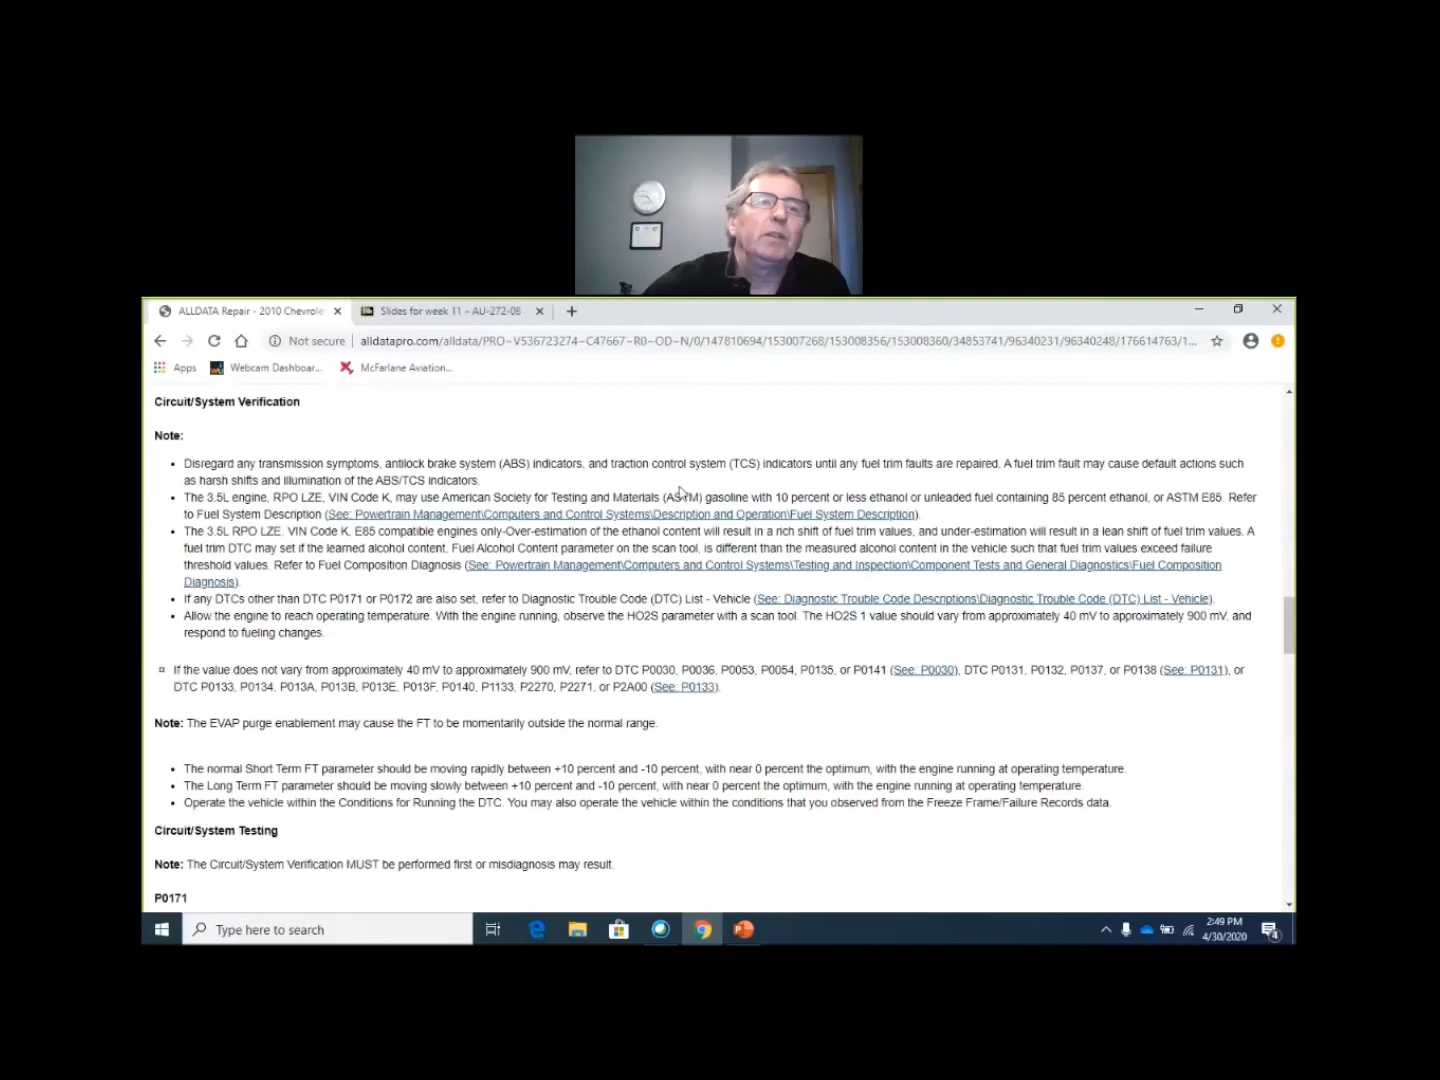 ALLDATA Repair - 2010 Chevrole
Slides for week 11 - AU-272-0B
Not secure
alldatapro.com/alldata/PRO~V536723274~C47667~R0~OD~N/0/147810694/153007268/153008356/153008360/34853741/96340231/96340248/176614763/1...
Apps
Webcam Dashboar...
McFarlane Aviation...
Circuit/System Verification
Note:
• Disregard any transmission symptoms, antilock brake system (ABS) indicators, and traction control system (TCS) indicators until any fuel trim faults are repaired. A fuel trim fault may cause default actions such
as harsh shifts and illumination of the ABS/TCS indicators.
• The 3.5L engine, RPO LZE, VIN Code K, may use American Society for Testing and Materials (ASTM) gasoline with 10 percent or less ethanol or unleaded fuel containing 85 percent ethanol, or ASTM E85. Refer
to Fuel System Description (See: Powertrain Management\Computers and Control Systems\Description and Operation\Fuel System Description).
• The 3.5L RPO LZE, VIN Code K, E85 compatible engines only-Over-estimation of the ethanol content will result in a rich shift of fuel trim values, and under-estimation will result in a lean shift of fuel trim values. A
fuel trim DTC may set if the learned alcohol content, Fuel Alcohol Content parameter on the scan tool, is different than the measured alcohol content in the vehicle such that fuel trim values exceed failure
threshold values. Refer to Fuel Composition Diagnosis (See: Powertrain Management\Computers and Control Systems\Testing and Inspection\Component Tests and General Diagnostics\Fuel Composition
Diagnosis).
• If any DTCs other than DTC P0171 or P0172 are also set, refer to Diagnostic Trouble Code (DTC) List - Vehicle (See: Diagnostic Trouble Code Descriptions\Diagnostic Trouble Code (DTC) List - Vehicle).
• Allow the engine to reach operating temperature. With the engine running, observe the HO2S parameter with a scan tool. The HO2S 1 value should vary from approximately 40 mV to approximately 900 mV, and
respond to fueling changes.
¤ If the value does not vary from approximately 40 mV to approximately 900 mV, refer to DTC P0030, P0036, P0053, P0054, P0135, or P0141 (See: P0030), DTC P0131, P0132, P0137, or P0138 (See: P0131), or
DTC P0133, P0134, P013A, P013B, P013E, P013F, P0140, P1133, P2270, P2271, or P2A00 (See: P0133).
Note: The EVAP purge enablement may cause the FT to be momentarily outside the normal range.
• The normal Short Term FT parameter should be moving rapidly between +10 percent and -10 percent, with near 0 percent the optimum, with the engine running at operating temperature.
• The Long Term FT parameter should be moving slowly between +10 percent and -10 percent, with near 0 percent the optimum, with the engine running at operating temperature.
• Operate the vehicle within the Conditions for Running the DTC. You may also operate the vehicle within the conditions that you observed from the Freeze Frame/Failure Records data.
Circuit/System Testing
Note: The Circuit/System Verification MUST be performed first or misdiagnosis may result.
P0171
Type here to search
2:49 PM
4/30/2020
4